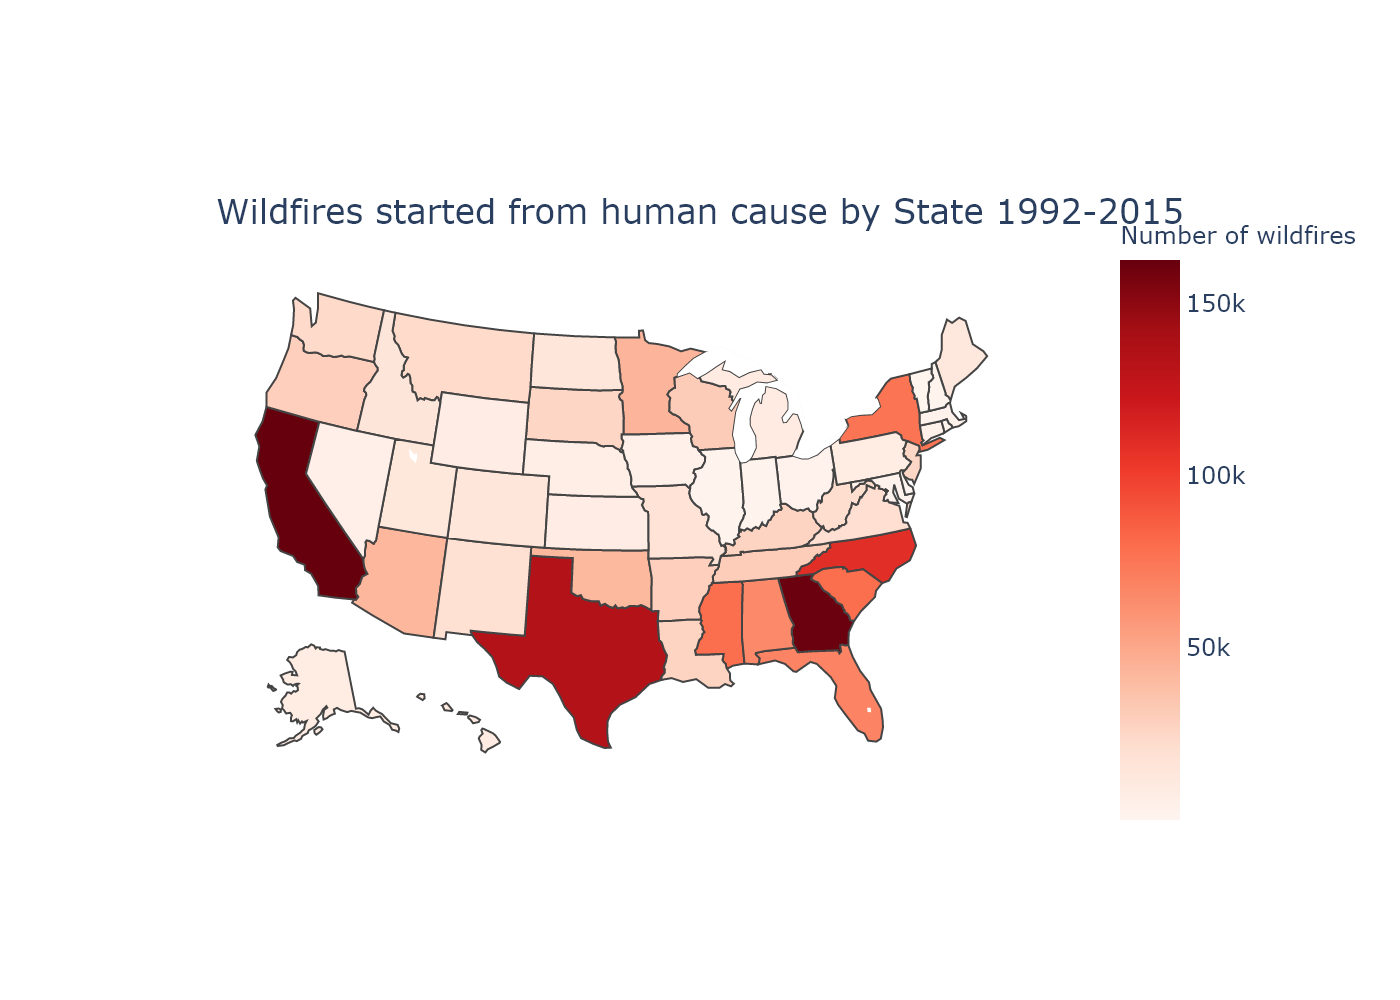 Wildfires started from human cause by State 1992-2015
Number of wildfires
150k
100k
50k